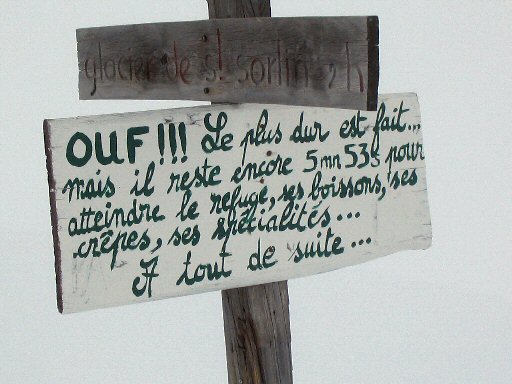 glacier de st sorlin 2h
OUF!!! Le plus dur est fait...
mais il reste encore 5mn 53s pour
atteindre le refuge, ses boissons, ses
crêpes, ses spécialités...
A tout de suite...